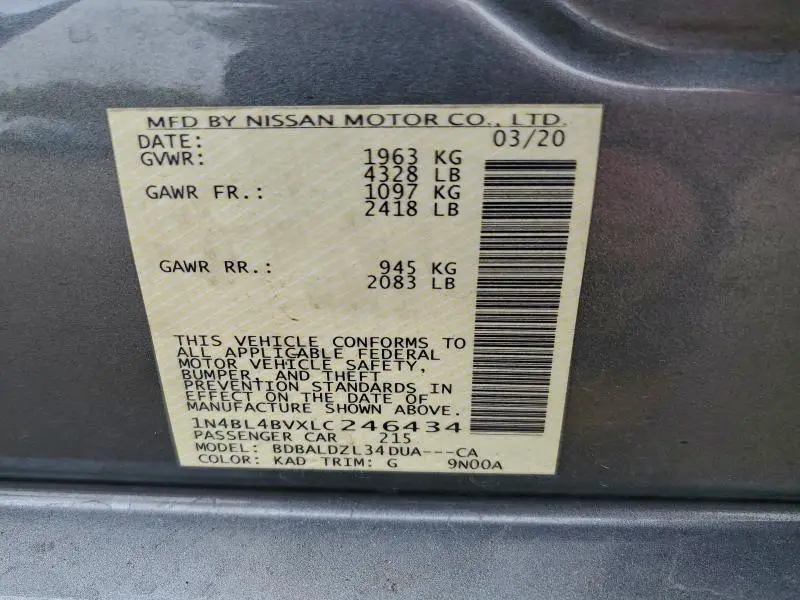 MFD BY NISSAN MOTOR CO., LTD.
DATE: 03/20
GVWR: 1963 KG
4328 LB
GAWR FR.: 1097 KG
2418 LB
GAWR RR.: 945 KG
2083 LB
THIS VEHICLE CONFORMS TO
ALL APPLICABLE FEDERAL
MOTOR VEHICLE SAFETY,
BUMPER, AND THEFT
PREVENTION STANDARDS IN
EFFECT ON THE DATE OF
MANUFACTURE SHOWN ABOVE.
1N4BL4BVXLC246434
PASSENGER CAR 215
MODEL: BDBALDZL34DUA---CA
COLOR: KAD TRIM: G 9N00A